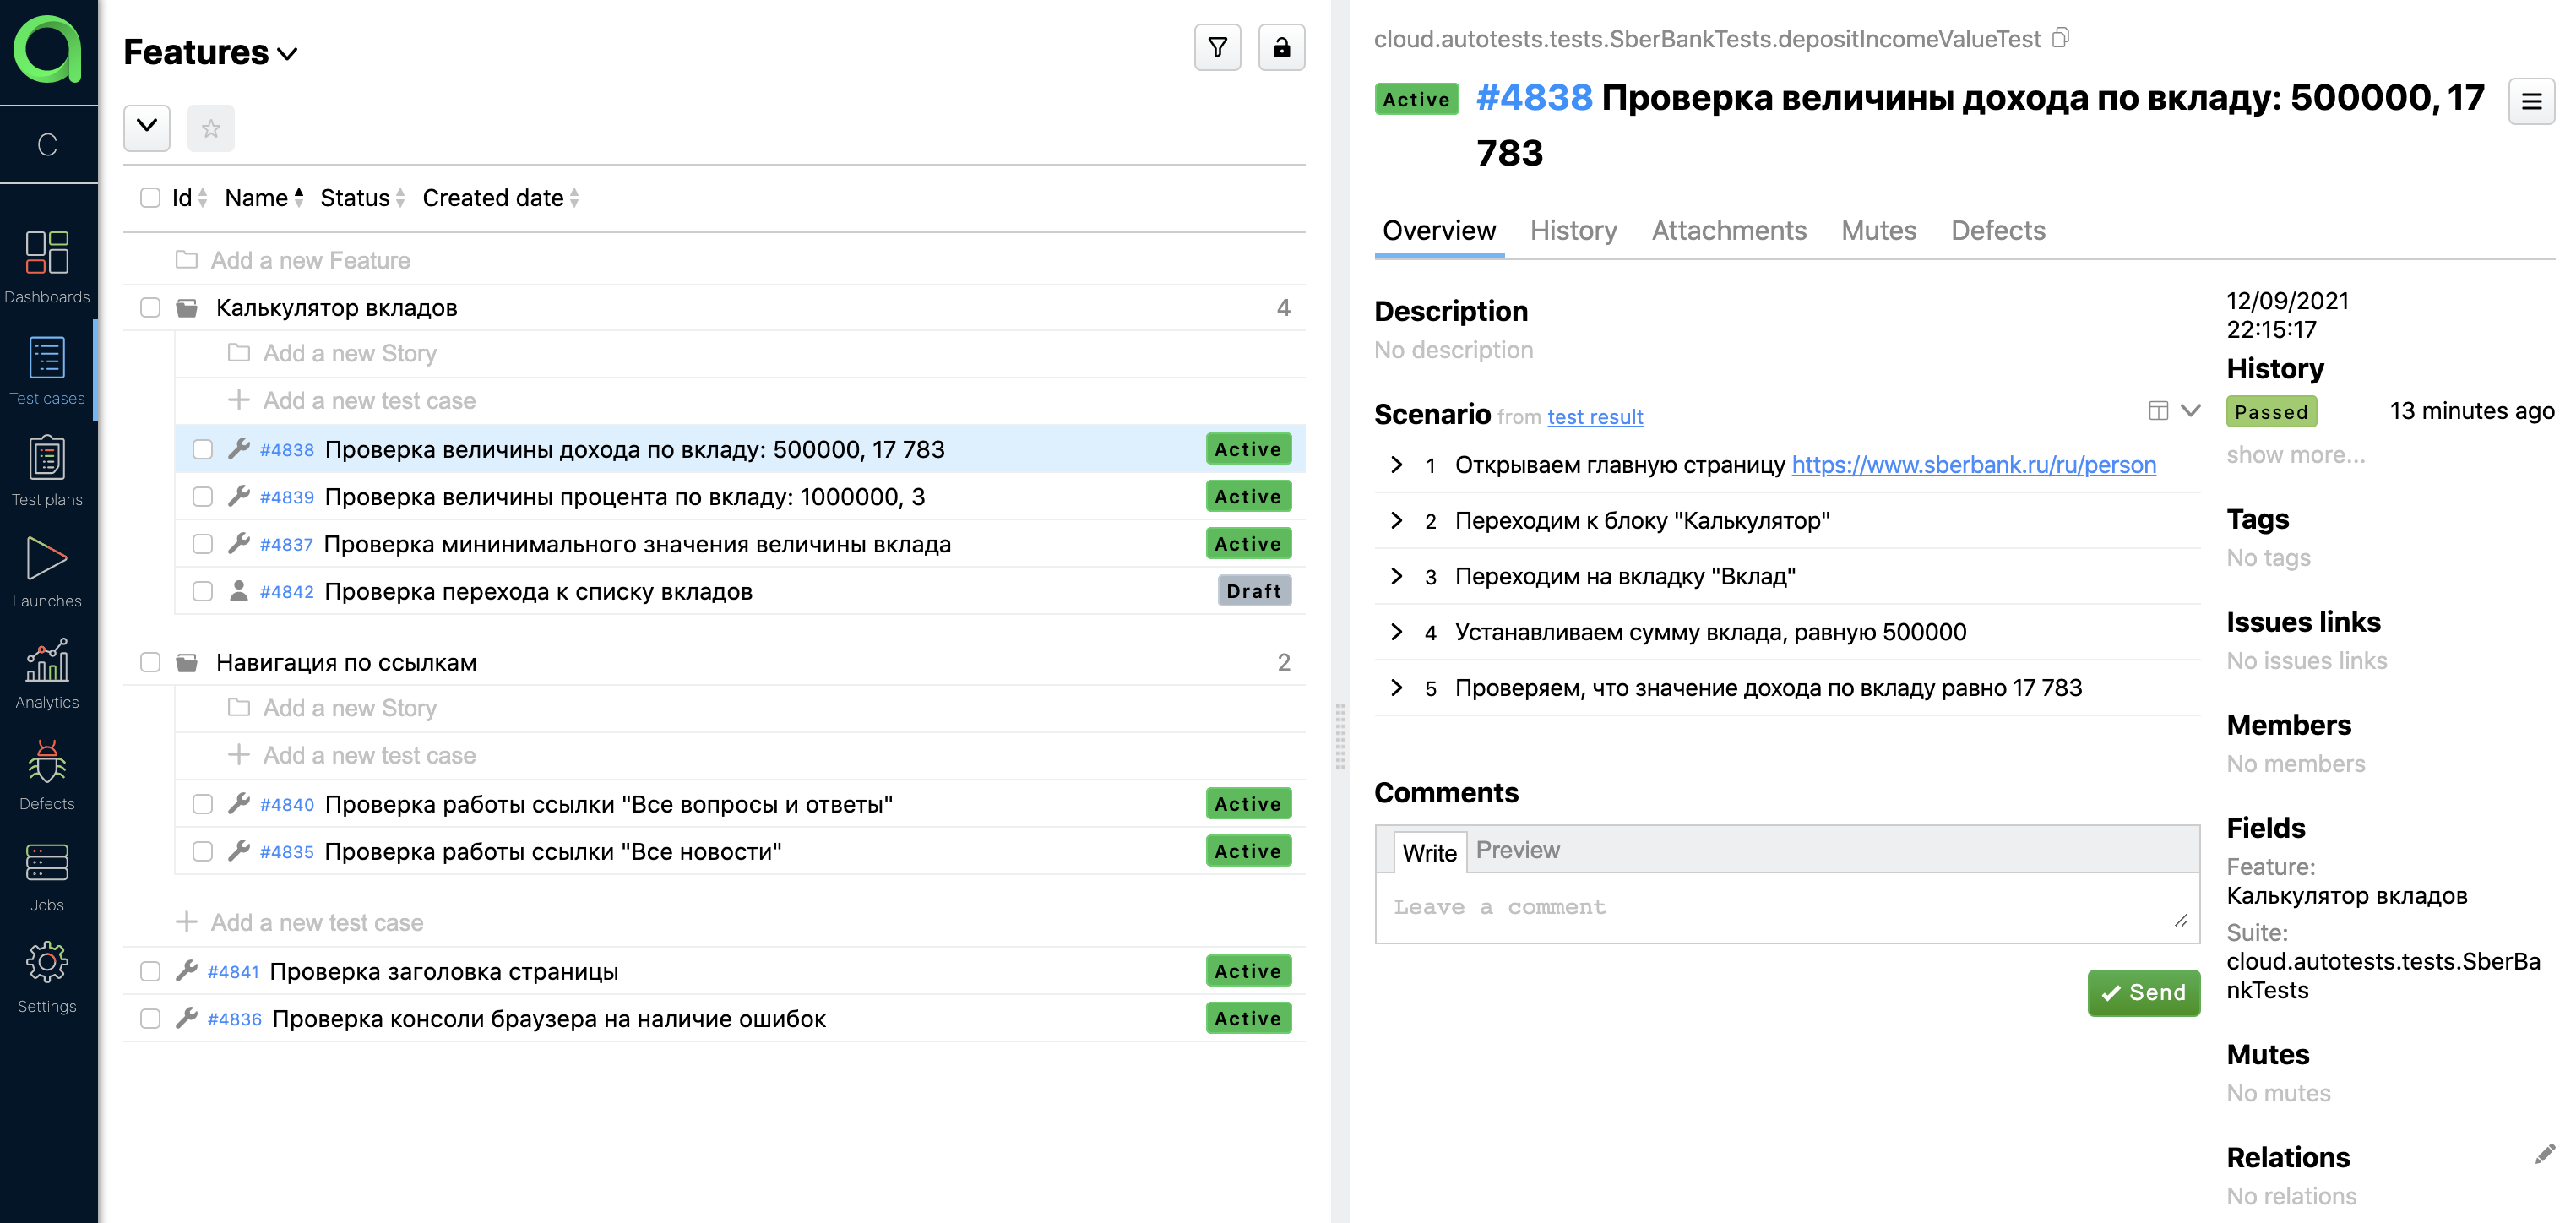 C
Dashboards
Test cases
Test plans
Launches
Analytics
Defects
Jobs
Settings
Features
Id Name Status Created date
Add a new Feature
Калькулятор вкладов 4
Add a new Story
Add a new test case
#4838 Проверка величины дохода по вкладу: 500000, 17 783 Active
#4839 Проверка величины процента по вкладу: 1000000, 3 Active
#4837 Проверка мининимального значения величины вклада Active
#4842 Проверка перехода к списку вкладов Draft
Навигация по ссылкам 2
Add a new Story
Add a new test case
#4840 Проверка работы ссылки "Все вопросы и ответы" Active
#4835 Проверка работы ссылки "Все новости" Active
Add a new test case
#4841 Проверка заголовка страницы Active
#4836 Проверка консоли браузера на наличие ошибок Active
cloud.autotests.tests.SberBankTests.depositIncomeValueTest
Active #4838 Проверка величины дохода по вкладу: 500000, 17
783
Overview History Attachments Mutes Defects
Description
No description
Scenario from test result
1 Открываем главную страницу https://www.sberbank.ru/ru/person
2 Переходим к блоку "Калькулятор"
3 Переходим на вкладку "Вклад"
4 Устанавливаем сумму вклада, равную 500000
5 Проверяем, что значение дохода по вкладу равно 17 783
Comments
Write Preview
Leave a comment
Send
12/09/2021
22:15:17
History
Passed 13 minutes ago
show more...
Tags
No tags
Issues links
No issues links
Members
No members
Fields
Feature:
Калькулятор вкладов
Suite:
cloud.autotests.tests.SberBa
nkTests
Mutes
No mutes
Relations
No relations